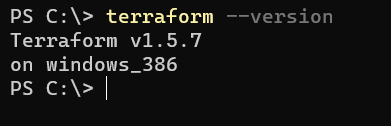 PS C:\> terraform --version
Terraform v1.5.7
on windows_386
PS C:\>